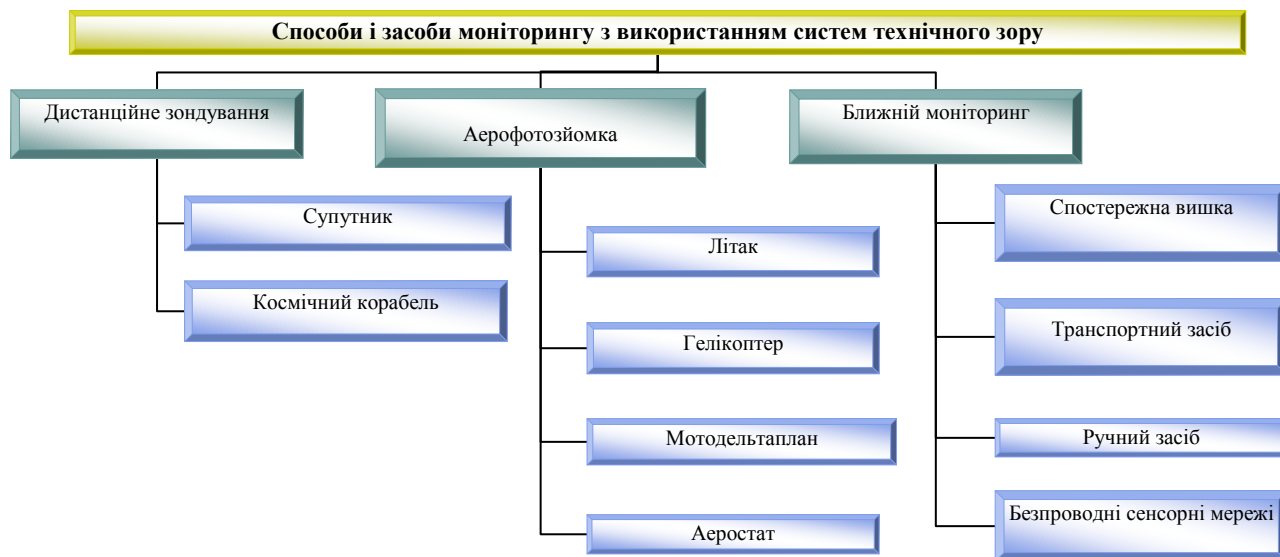 Способи і засоби моніторингу з використанням систем технічного зору
Дистанційне зондування
Супутник
Космічний корабель
Аерофотозйомка
Літак
Гелікоптер
Мотодельтаплан
Аеростат
Ближній моніторинг
Спостережна вишка
Транспортний засіб
Ручний засіб
Безпроводні сенсорні мережі